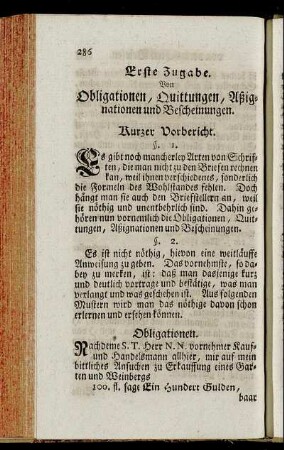 286
Erste Zugabe.
Von
Obligationen, Quittungen, Aßig-
nationen und Bescheinungen.
Kurzer Vorbericht.
§. 1.
Es gibt noch mancherley Arten von Schrif-
ten, die man nicht zu den Briefen rechnen
kan, weil ihnen verschiedenes, sonderlich
die Formeln des Wohlstandes fehlen. Doch
hängt man sie auch den Briefstellern an, weil
sie nöthig und unentbehrlich sind. Dahin ge-
hören nun vornemlich die Obligationen, Quit-
tungen, Aßignationen und Bescheinungen.
§. 2.
Es ist nicht nöthig, hievon eine weitläuffe
Anweisung zu geben. Das vornehmste, so da-
bey zu merken, ist: daß man dasjenige kurz
und deutlich vortrage und bestätige, was man
verlangt und was geschehen ist. Aus folgenden
Mustern wird man das nöthige davon schon
erlernen und ersehen können.
Obligationen.
Nachdeme S. T. Herr N. N. vornehmer Kauf-
und Handelsmann allhier, mir auf mein
bittliches Ansuchen zu Erkauffung eines Gar-
ten und Weinbergs
100. fl. sage Ein Hundert Gulden,
baar